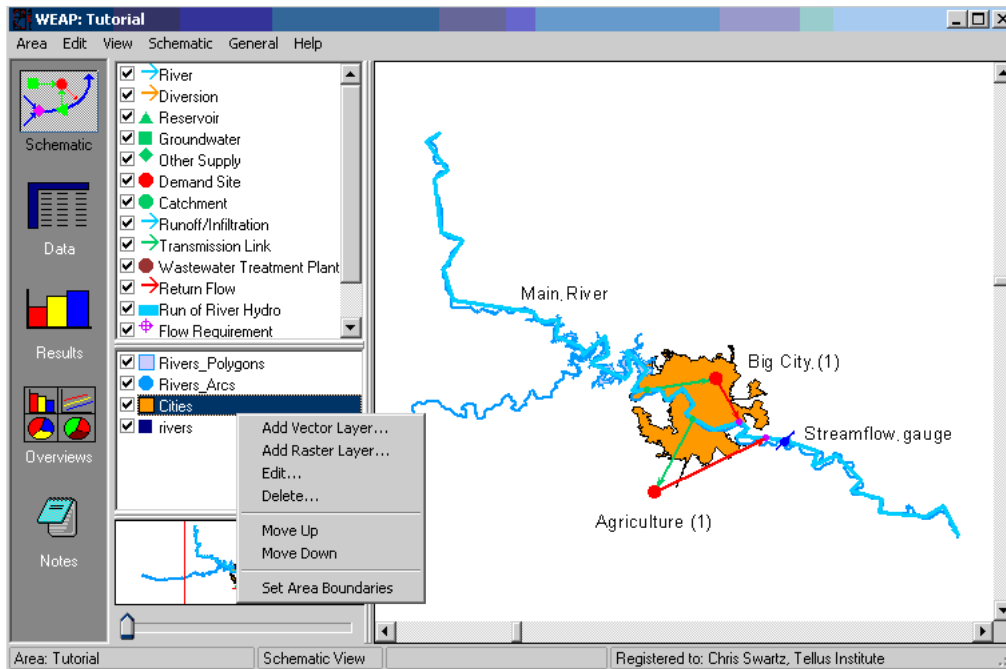 WEAP: Tutorial
Area Edit View Schematic General Help
Schematic
Data
Results
Overviews
Notes
River
Diversion
Reservoir
Groundwater
Other Supply
Demand Site
Catchment
Runoff/Infiltration
Transmission Link
Wastewater Treatment Plant
Return Flow
Run of River Hydro
Flow Requirement
Rivers_Polygons
Rivers_Arcs
Cities
rivers
Add Vector Layer...
Add Raster Layer...
Edit...
Delete...
Move Up
Move Down
Set Area Boundaries
Main River
Big City (1)
Streamflow gauge
Agriculture (1)
Area: Tutorial
Schematic View
Registered to: Chris Swartz, Tellus Institute